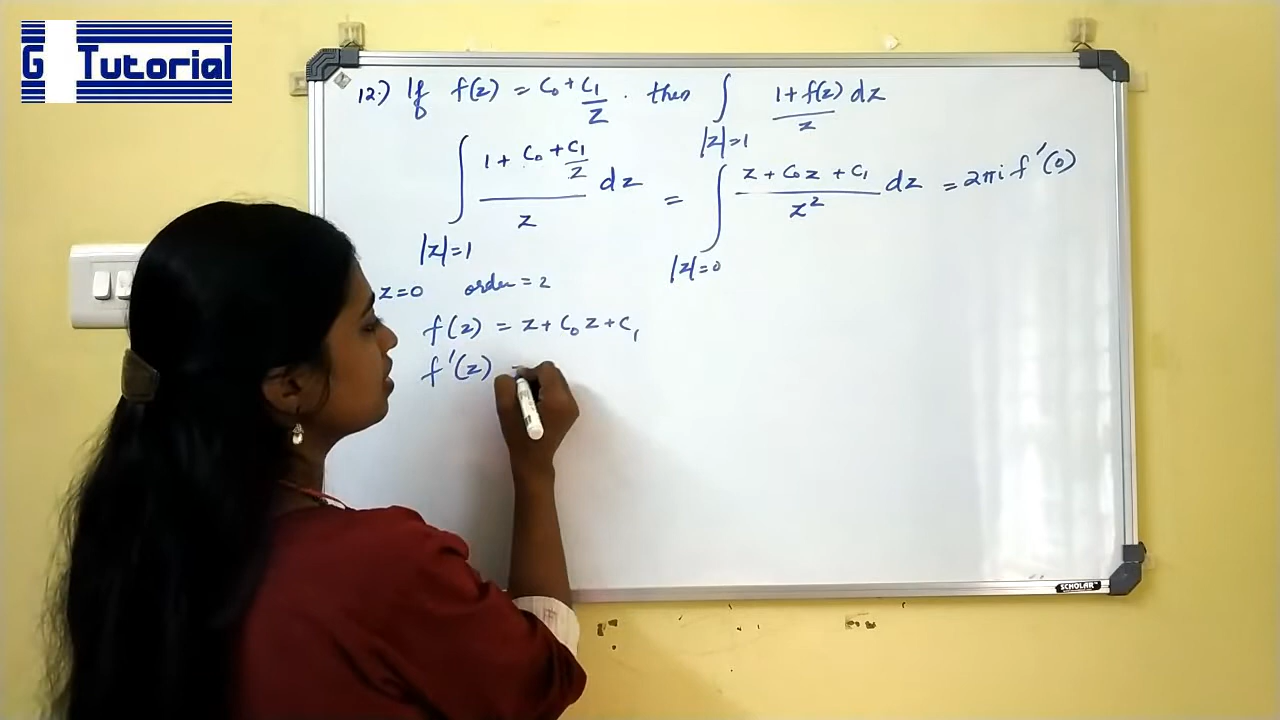 G Tutorial
12.) If f(z) = C₀ + C₁/z . then ∫|z|=1 1+f(z)/z dz
∫|z|=1 1 + C₀ + C₁/z / z dz = ∫|z|=0 z + C₀z + C₁ / z² dz = 2πi f'(0)
z=0 order = 2
f(z) = z + C₀ z + C₁
f'(z) =
SCHOLAR